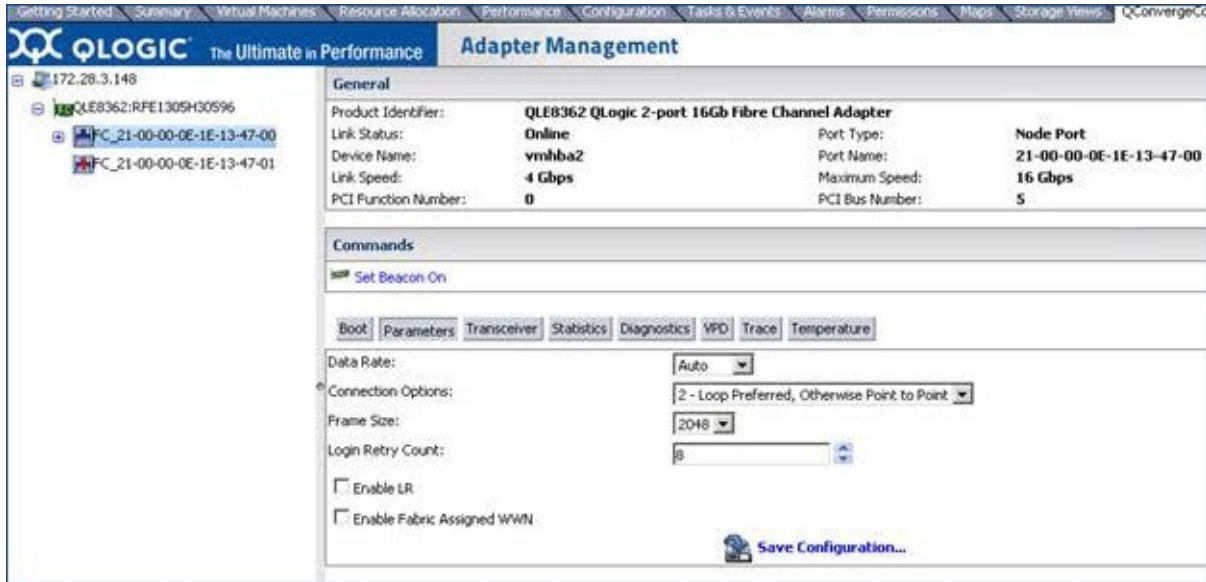 Getting Started Summary Virtual Machines Resource Allocation Performance Configuration Tasks & Events Alarms Permissions Maps Storage Views QConvergeCo
QLOGIC The Ultimate in Performance Adapter Management
172.28.3.148
QLE8362:RFE1305H30596
FC_21-00-00-0E-1E-13-47-00
FC_21-00-00-0E-1E-13-47-01
General
Product Identifier: QLE8362 QLogic 2-port 16Gb Fibre Channel Adapter
Link Status: Online Port Type: Node Port
Device Name: vmhba2 Port Name: 21-00-00-0E-1E-13-47-00
Link Speed: 4 Gbps Maximum Speed: 16 Gbps
PCI Function Number: 0 PCI Bus Number: 5
Commands
Set Beacon On
Boot Parameters Transceiver Statistics Diagnostics VPD Trace Temperature
Data Rate: Auto
Connection Options: 2 - Loop Preferred, Otherwise Point to Point
Frame Size: 2048
Login Retry Count: 8
Enable LR
Enable Fabric Assigned WWN
Save Configuration...